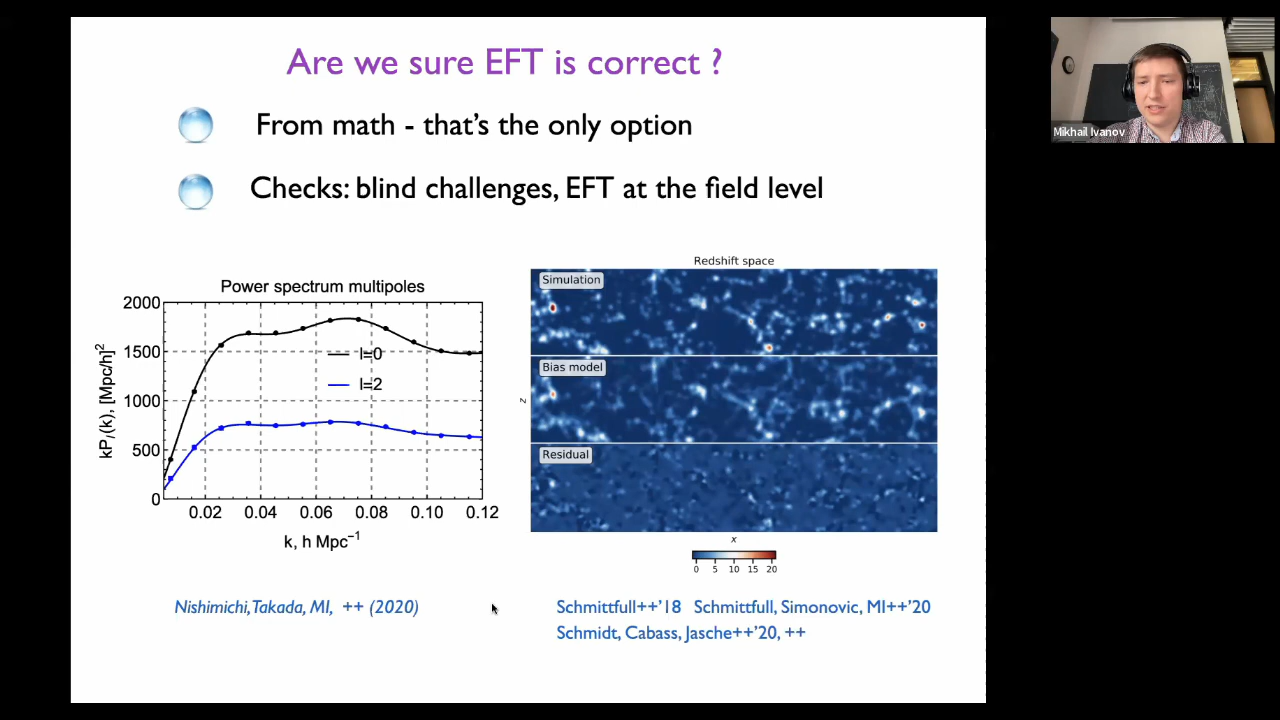 Are we sure EFT is correct ?
From math - that's the only option
Checks: blind challenges, EFT at the field level
Mikhail Ivanov
Power spectrum multipoles
kPₗ(k), [Mpc/h]²
2000
1500
1000
500
0
l=0
l=2
0.02 0.04 0.06 0.08 0.10 0.12
k, h Mpc⁻¹
Redshift space
Simulation
Bias model
Residual
z
x
0 5 10 15 20
Nishimichi,Takada, MI, ++ (2020)
Schmittfull++'18 Schmittfull, Simonovic, MI++'20
Schmidt, Cabass, Jasche++'20, ++